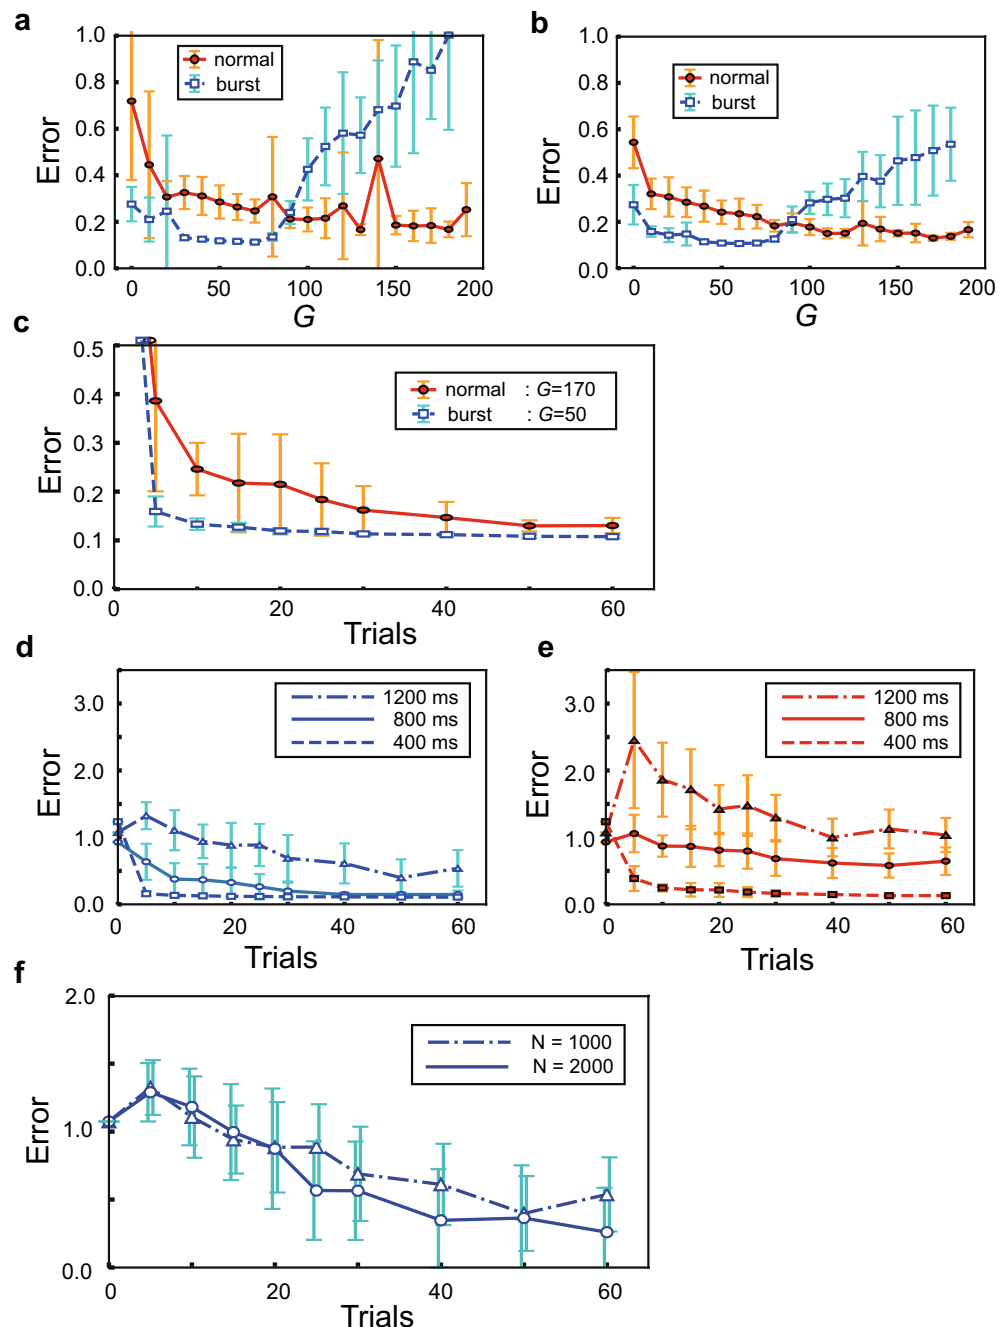 a
1.0
0.8
0.6
0.4
0.2
0.0
Error
normal
burst
0
50
100
150
200
G
b
1.0
0.8
0.6
0.4
0.2
0.0
Error
normal
burst
0
50
100
150
200
G
c
0.5
0.4
0.3
0.2
0.1
0.0
Error
normal : G=170
burst : G=50
0
20
40
60
Trials
d
3.0
2.0
1.0
0.0
Error
1200 ms
800 ms
400 ms
0
20
40
60
Trials
e
3.0
2.0
1.0
0.0
Error
1200 ms
800 ms
400 ms
0
20
40
60
Trials
f
2.0
1.0
0.0
Error
N = 1000
N = 2000
0
20
40
60
Trials